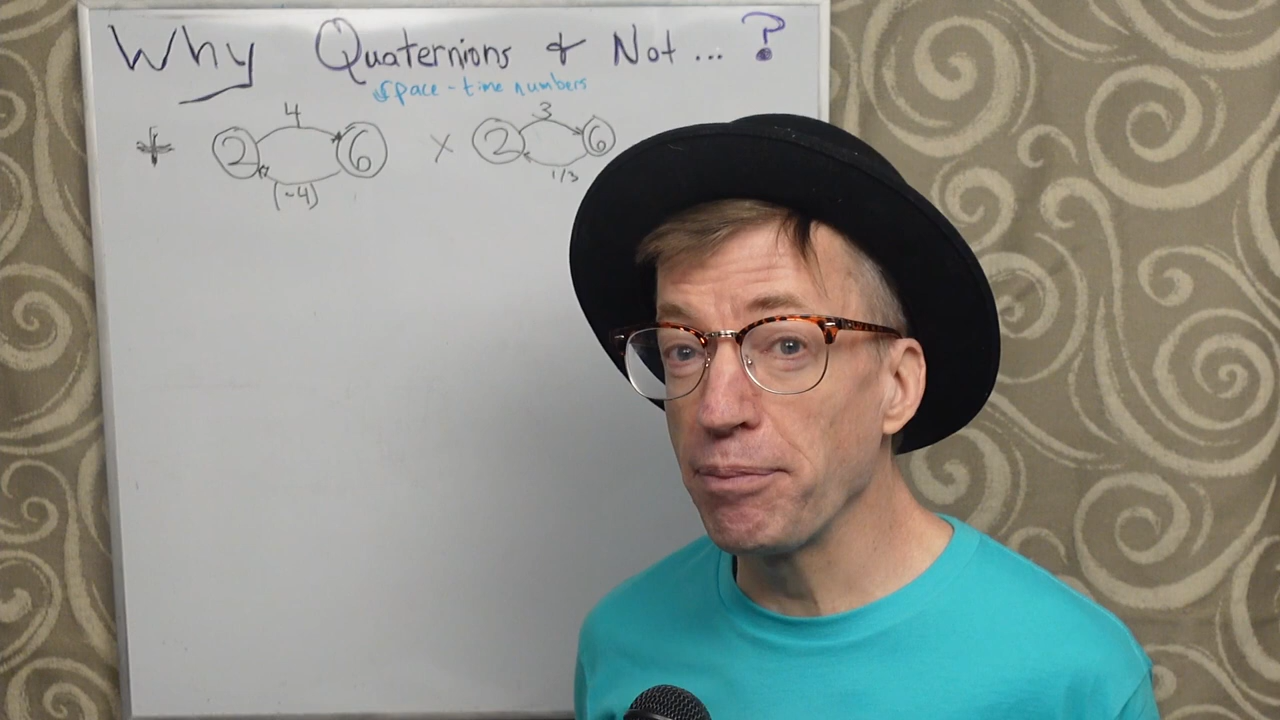 Why Quaternions & Not ... ?
space-time numbers
4 3
+ 2 6 × 2 6
(-4) 1/3